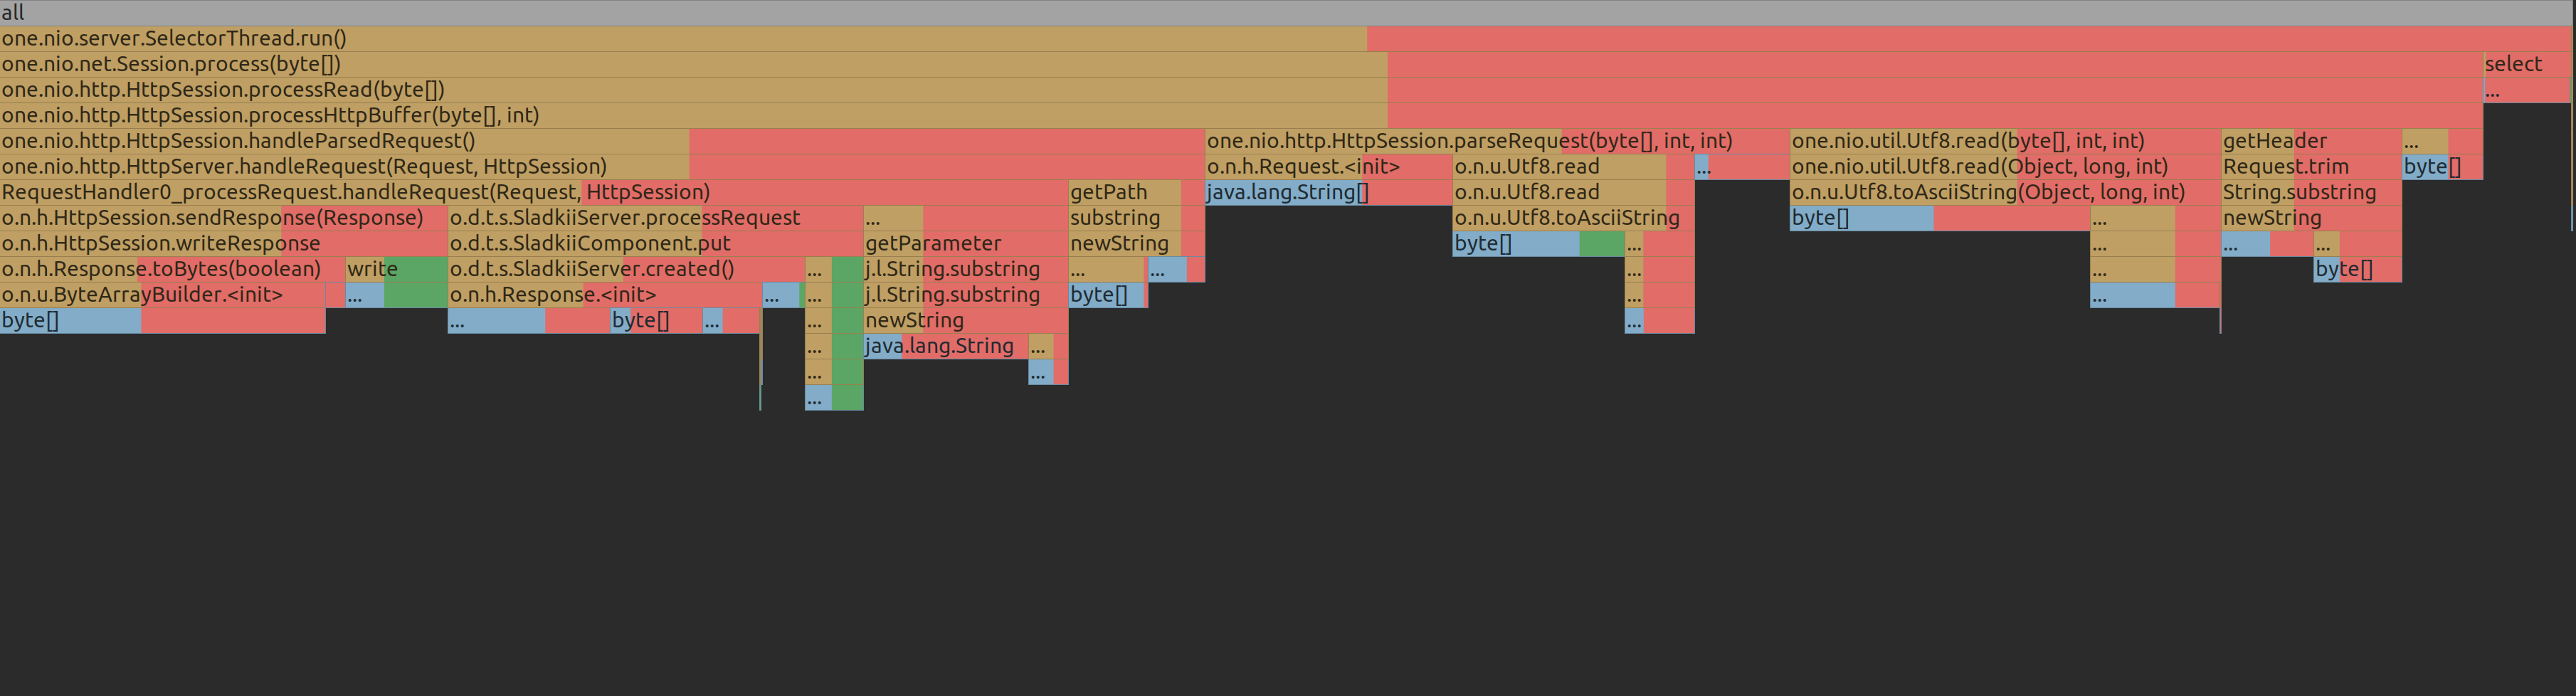 all
one.nio.server.SelectorThread.run()
one.nio.net.Session.process(byte[]) select
one.nio.http.HttpSession.processRead(byte[]) ...
one.nio.http.HttpSession.processHttpBuffer(byte[], int)
one.nio.http.HttpSession.handleParsedRequest() one.nio.http.HttpSession.parseRequest(byte[], int, int) one.nio.util.Utf8.read(byte[], int, int) getHeader ...
one.nio.http.HttpServer.handleRequest(Request, HttpSession) o.n.h.Request.<init> o.n.u.Utf8.read ... one.nio.util.Utf8.read(Object, long, int) Request.trim byte[]
RequestHandler0_processRequest.handleRequest(Request, HttpSession) getPath java.lang.String[] o.n.u.Utf8.read o.n.u.Utf8.toAsciiString(Object, long, int) String.substring
o.n.h.HttpSession.sendResponse(Response) o.d.t.s.SladkiiServer.processRequest ... substring o.n.u.Utf8.toAsciiString byte[] ... newString
o.n.h.HttpSession.writeResponse o.d.t.s.SladkiiComponent.put getParameter newString byte[] ... ... ... ...
o.n.h.Response.toBytes(boolean) write o.d.t.s.SladkiiServer.created() ... j.l.String.substring ... ... ... ... byte[]
o.n.u.ByteArrayBuilder.<init> ... o.n.h.Response.<init> ... ... j.l.String.substring byte[] ... ...
byte[] ... byte[] ... ... newString ...
... java.lang.String ...
... ...
...